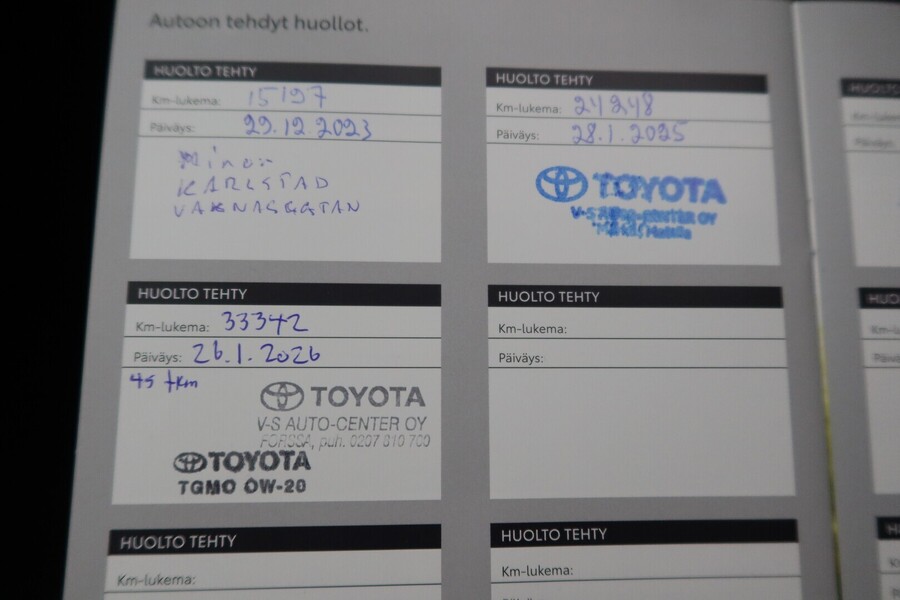 Autoon tehdyt huollot.
HUOLTO TEHTY
Km-lukema: 15197
Päiväys: 29.12.2023
KARLSTAD
HUOLTO TEHTY
Km-lukema: 24248
Päiväys: 28.1.2025
TOYOTA
V-S AUTO-CENTER OY
HUOLTO TEHTY
Km-lukema: 33342
Päiväys: 26.1.2026
45 tkm
TOYOTA
V-S AUTO-CENTER OY
FORSSA, puh. 0207 810 700
TOYOTA
TGMO 0W-20
HUOLTO TEHTY
Km-lukema:
Päiväys:
HUOLTO TEHTY
Km-lukema:
HUOLTO TEHTY
Km-lukema: